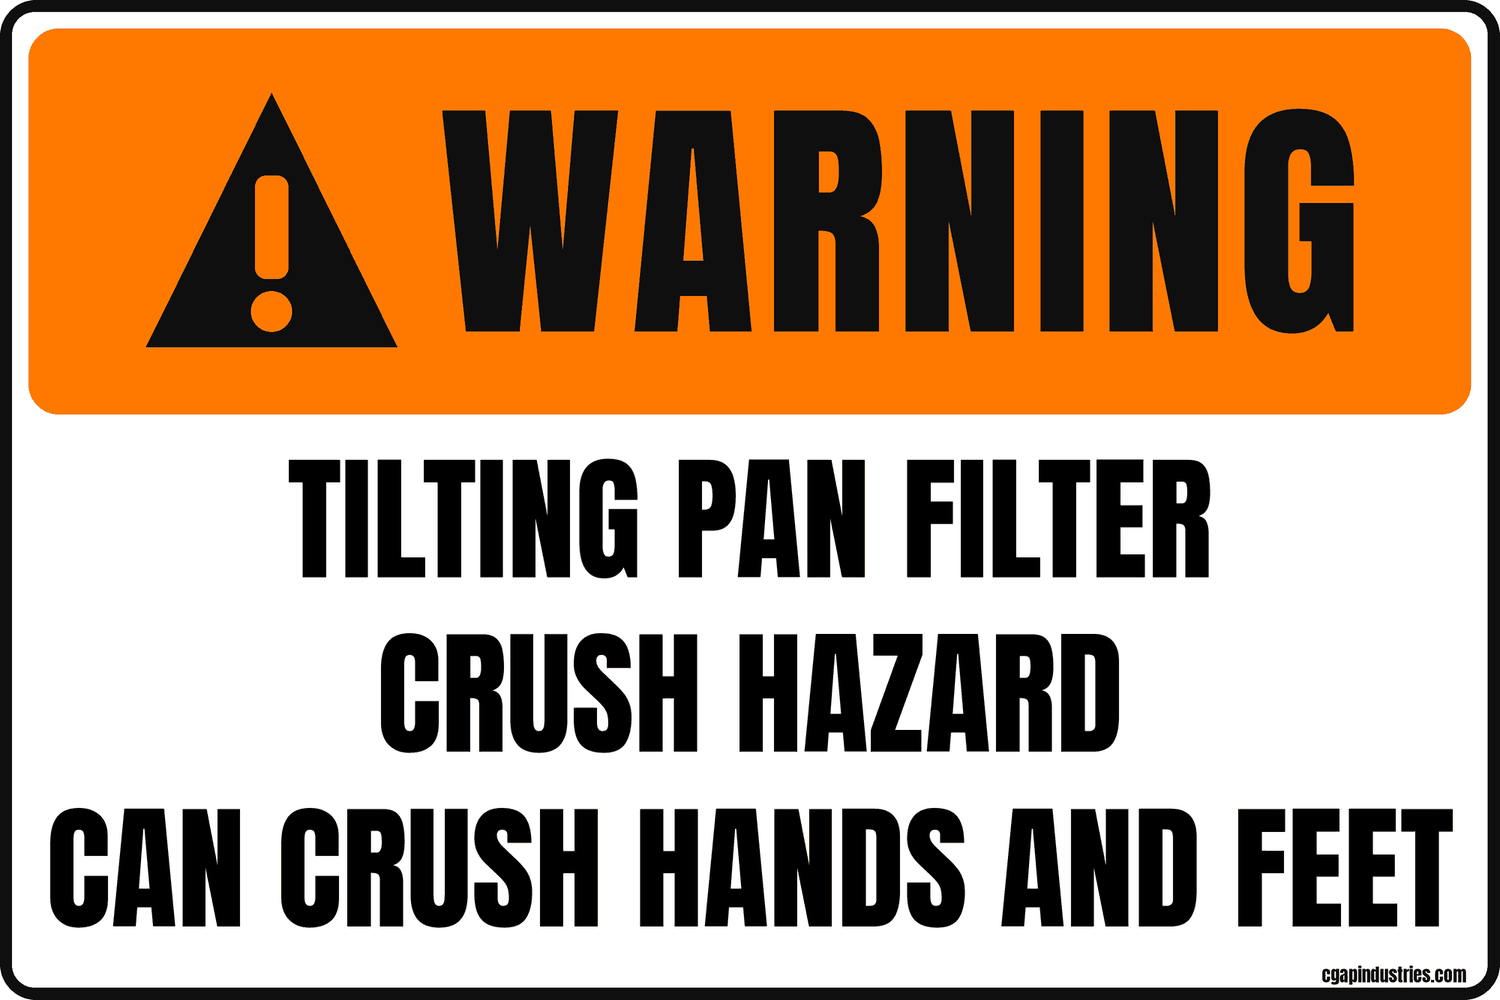 WARNING
TILTING PAN FILTER
CRUSH HAZARD
CAN CRUSH HANDS AND FEET
cgapindustries.com